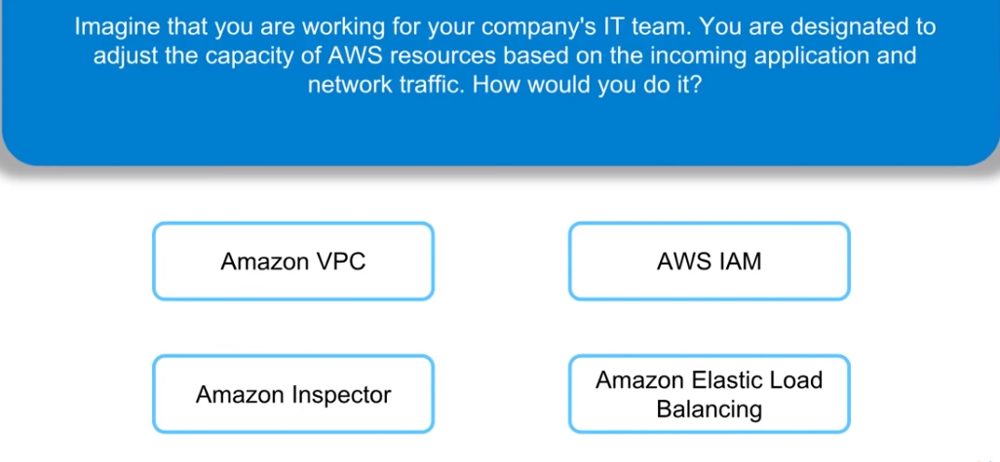 Imagine that you are working for your company's IT team. You are designated to
adjust the capacity of AWS resources based on the incoming application and
network traffic. How would you do it?
Amazon VPC
AWS IAM
Amazon Inspector
Amazon Elastic Load
Balancing